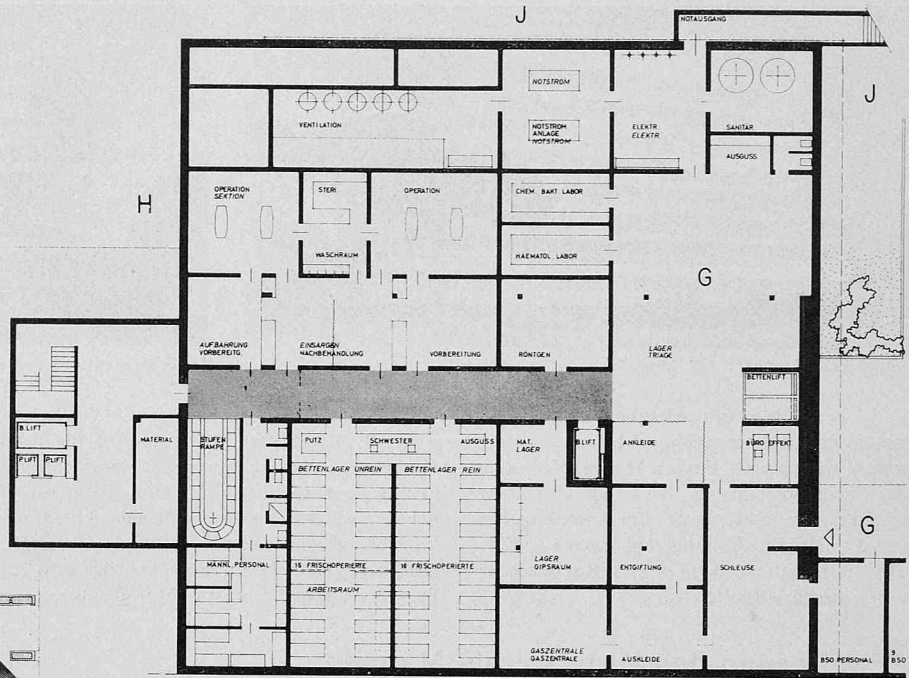 J
NOTAUSGANG
J
NOTSTROM
VENTILATION
NOTSTROM
ANLAGE
NOTSTROM
ELEKTR.
ELEKTR.
SANITÄR
AUSGUSS
H
OPERATION
SEKTION
STERI.
OPERATION
CHEM. BAKT. LABOR
WASCHRAUM
HAEMATOL. LABOR
G
AUFBAHRUNG
VORBEREITG.
EINSARGEN
NACHBEHANDLUNG
VORBEREITUNG
RÖNTGEN
LAGER
TRIAGE
BETTENLIFT
B.LIFT
P.LIFT
P.LIFT
MATERIAL
STUFEN
RAMPE
PUTZ
SCHWESTER
AUSGUSS
MAT.
LAGER
B.LIFT
ANKLEIDE
BÜRO EFFEKT.
BETTENLAGER UNREIN
BETTENLAGER REIN
G
MÄNNL. PERSONAL
16 FRISCHOPERIERTE
16 FRISCHOPERIERTE
LAGER
GIPSRAUM
ENTGIFTUNG
SCHLEUSE
ARBEITSRAUM
GASZENTRALE
GASZENTRALE
AUSKLEIDE
BSO PERSONAL
9
BSO